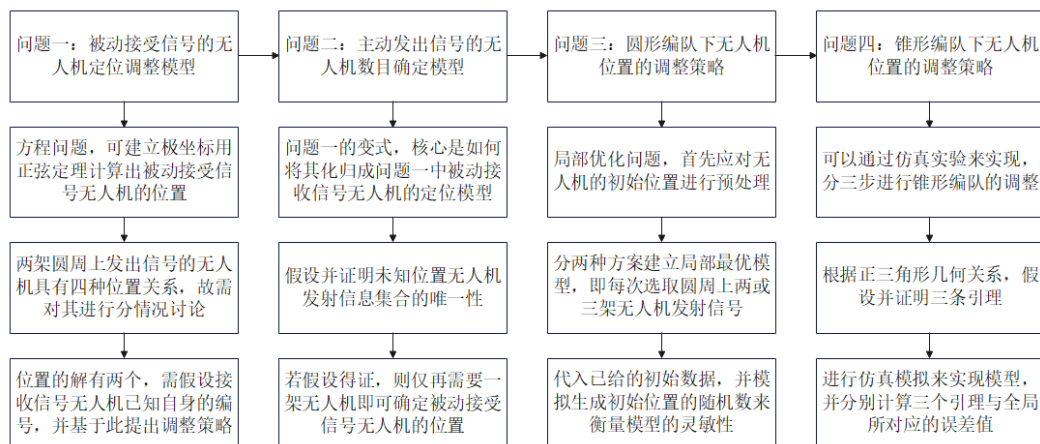 问题一：被动接受信号的无
人机定位调整模型
问题二：主动发出信号的无
人机数目确定模型
问题三：圆形编队下无人机
位置的调整策略
问题四：锥形编队下无人机
位置的调整策略
方程问题，可建立极坐标用
正弦定理计算出被动接受信
号无人机的位置
问题一的变式，核心是如何
将其化归成问题一中被动接
收信号无人机的定位模型
局部优化问题，首先应对无
人机的初始位置进行预处理
可以通过仿真实验来实现，
分三步进行锥形编队的调整
两架圆周上发出信号的无人
机具有四种位置关系，故需
对其进行分情况讨论
假设并证明未知位置无人机
发射信息集合的唯一性
分两种方案建立局部最优模
型，即每次选取圆周上两或
三架无人机发射信号
根据正三角形几何关系，假
设并证明三条引理
位置的解有两个，需假设接
收信号无人机已知自身的编
号，并基于此提出调整策略
若假设得证，则仅再需要一
架无人机即可确定被动接受
信号无人机的位置
代入已给的初始数据，并模
拟生成初始位置的随机数来
衡量模型的灵敏性
进行仿真模拟来实现模型，
并分别计算三个引理与全局
所对应的误差值